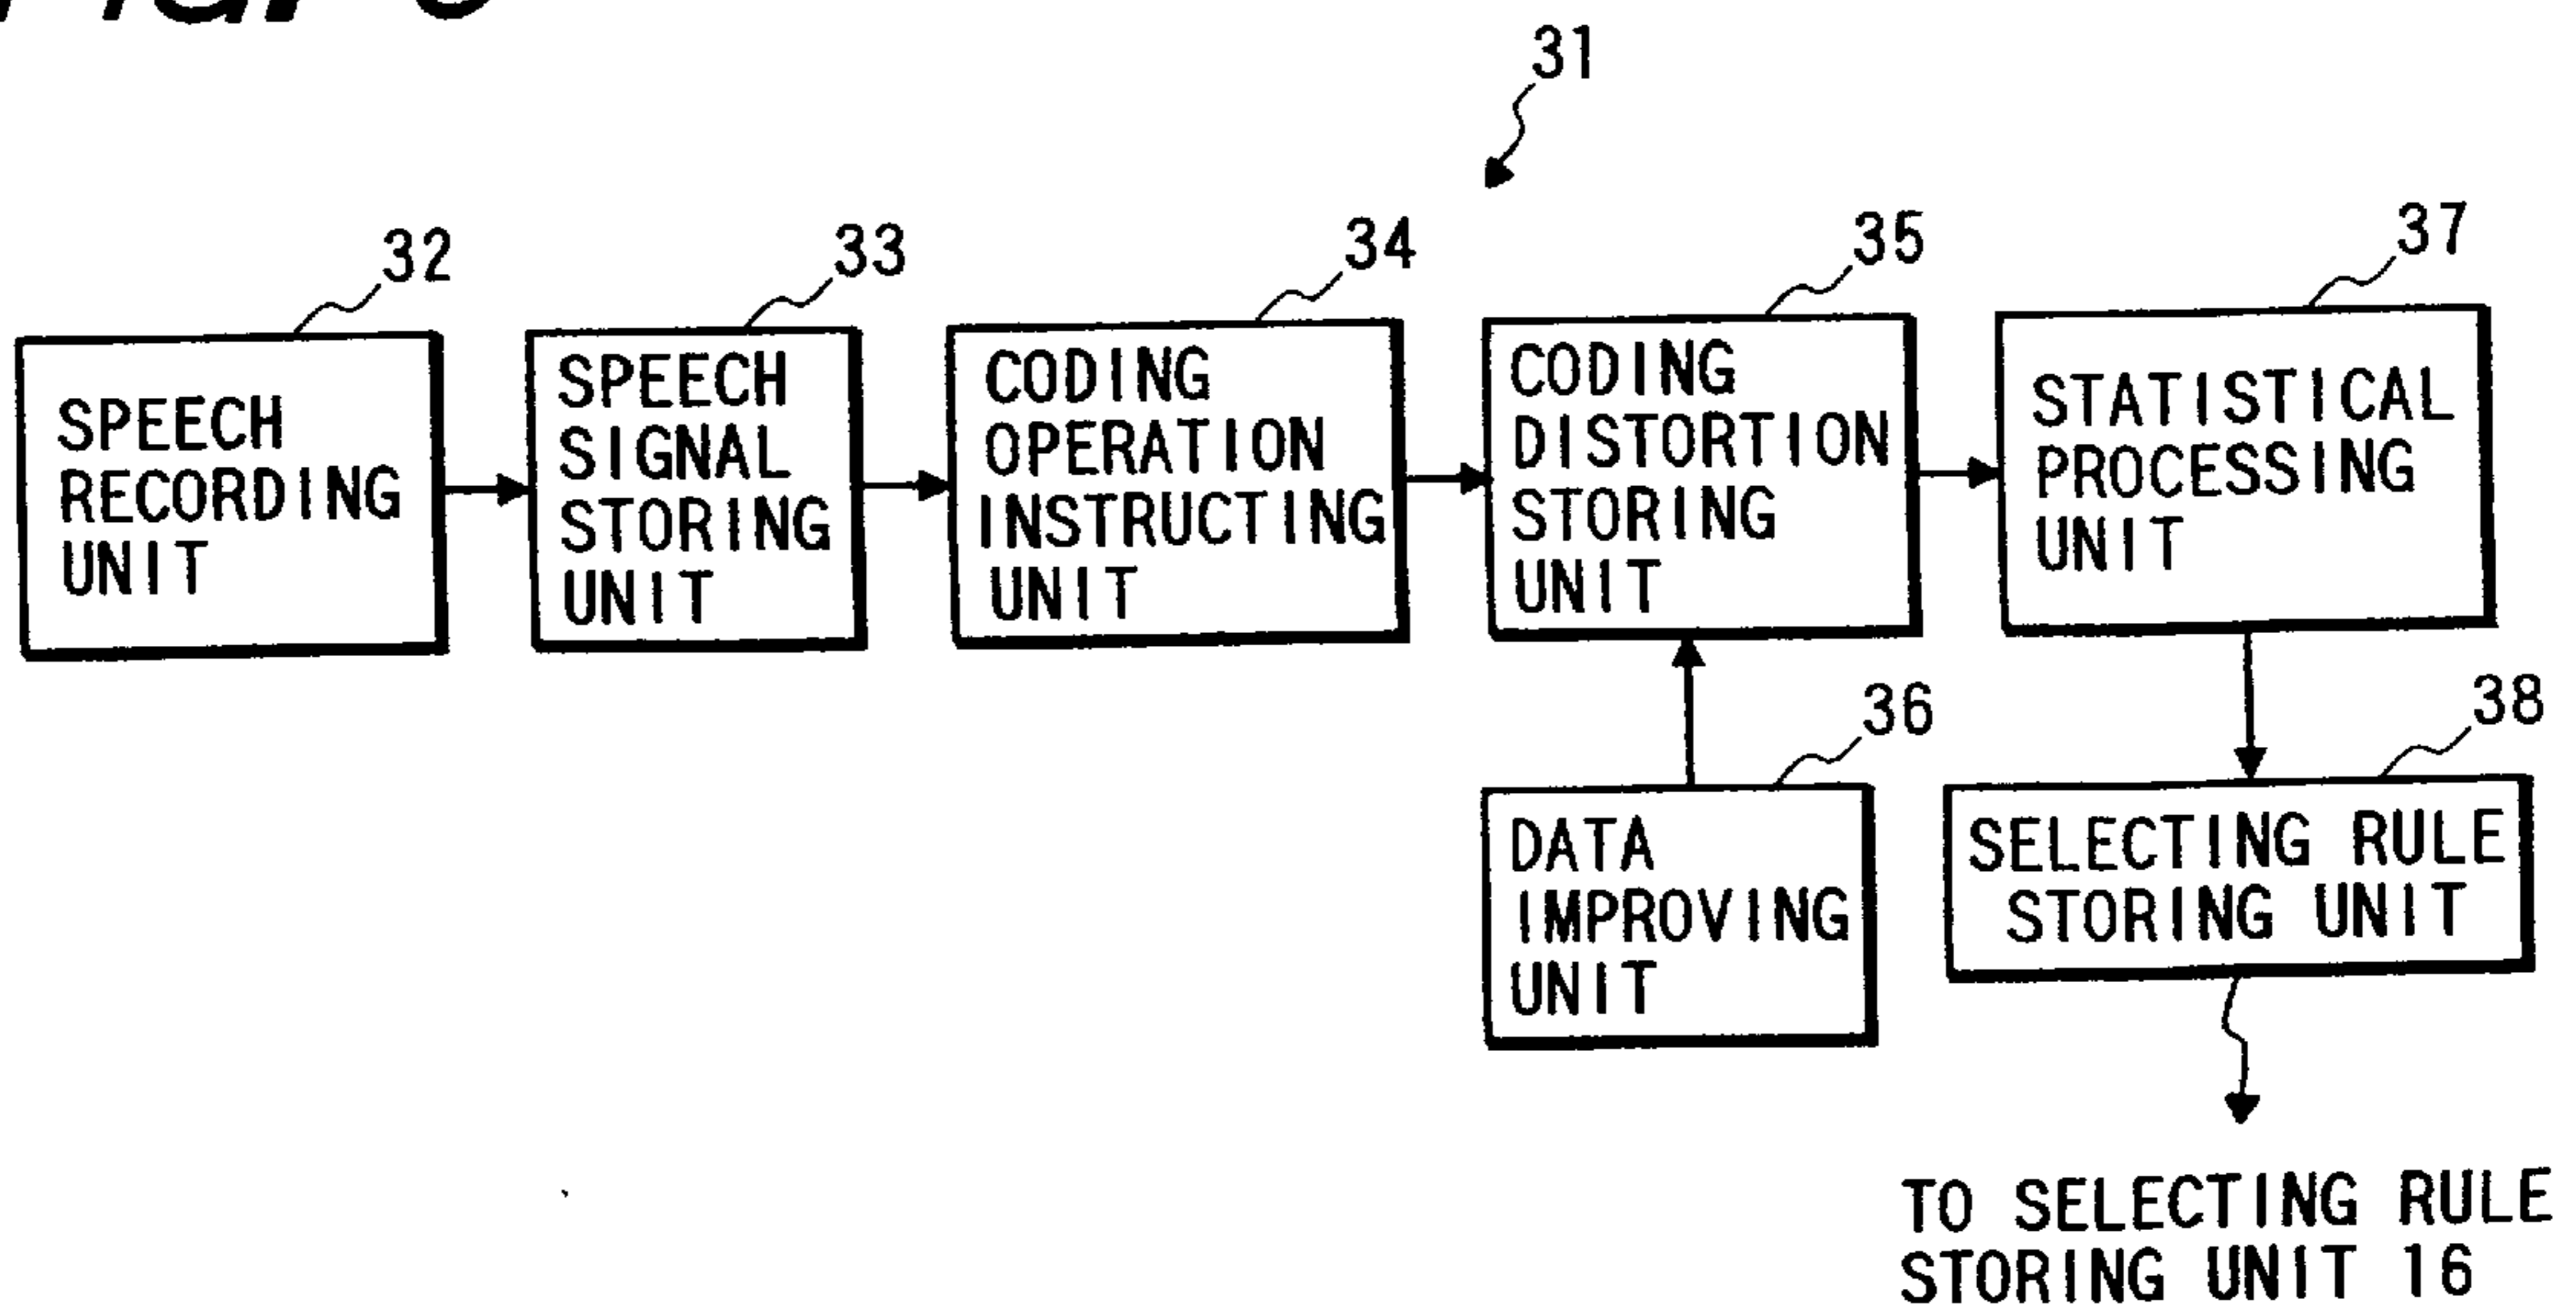 31
32
33
34
35
37
SPEECH
RECORDING
UNIT
SPEECH
SIGNAL
STORING
UNIT
CODING
OPERATION
INSTRUCTING
UNIT
CODING
DISTORTION
STORING
UNIT
STATISTICAL
PROCESSING
UNIT
36
38
DATA
IMPROVING
UNIT
SELECTING RULE
STORING UNIT
TO SELECTING RULE
STORING UNIT 16